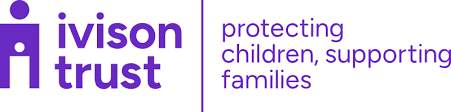 ivison
trust
protecting
children, supporting
families